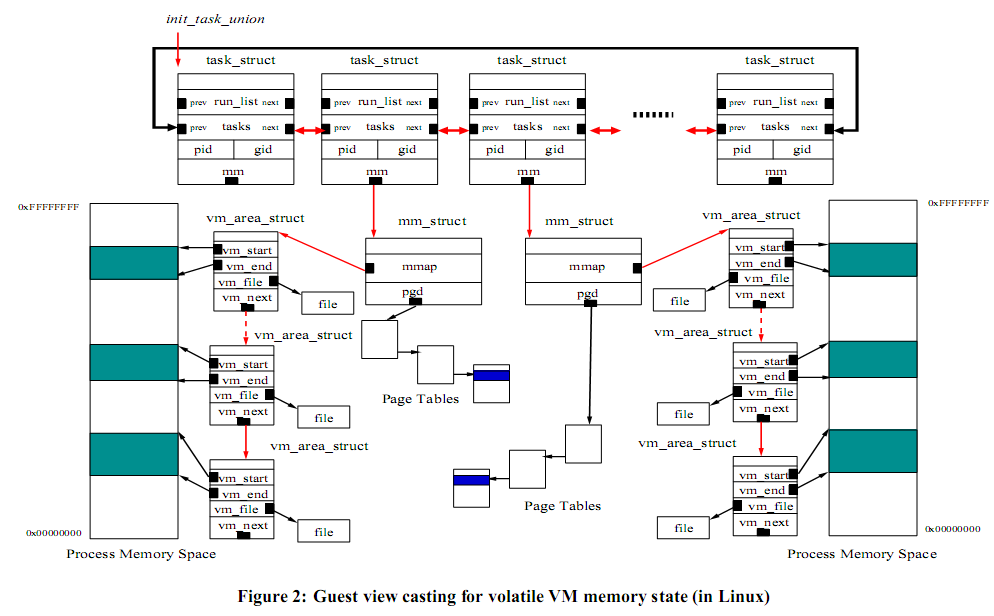 init_task_union
task_struct task_struct task_struct task_struct
prev run_list next prev run_list next prev run_list next prev run_list next
prev tasks next prev tasks next prev tasks next prev tasks next
pid gid pid gid pid gid pid gid
mm mm mm mm
0xFFFFFFFF
vm_area_struct
vm_start
vm_end
vm_file
vm_next
file
vm_area_struct
vm_start
vm_end
vm_file
vm_next
file
vm_area_struct
vm_start
vm_end
vm_file
vm_next
file
0x00000000
Process Memory Space
mm_struct
mmap
pgd
Page Tables
mm_struct
mmap
pgd
Page Tables
vm_area_struct
0xFFFFFFFF
vm_start
vm_end
vm_file
vm_next
file
vm_area_struct
vm_start
vm_end
vm_file
vm_next
file
vm_area_struct
vm_start
vm_end
vm_file
vm_next
file
0x00000000
Process Memory Space
Figure 2: Guest view casting for volatile VM memory state (in Linux)